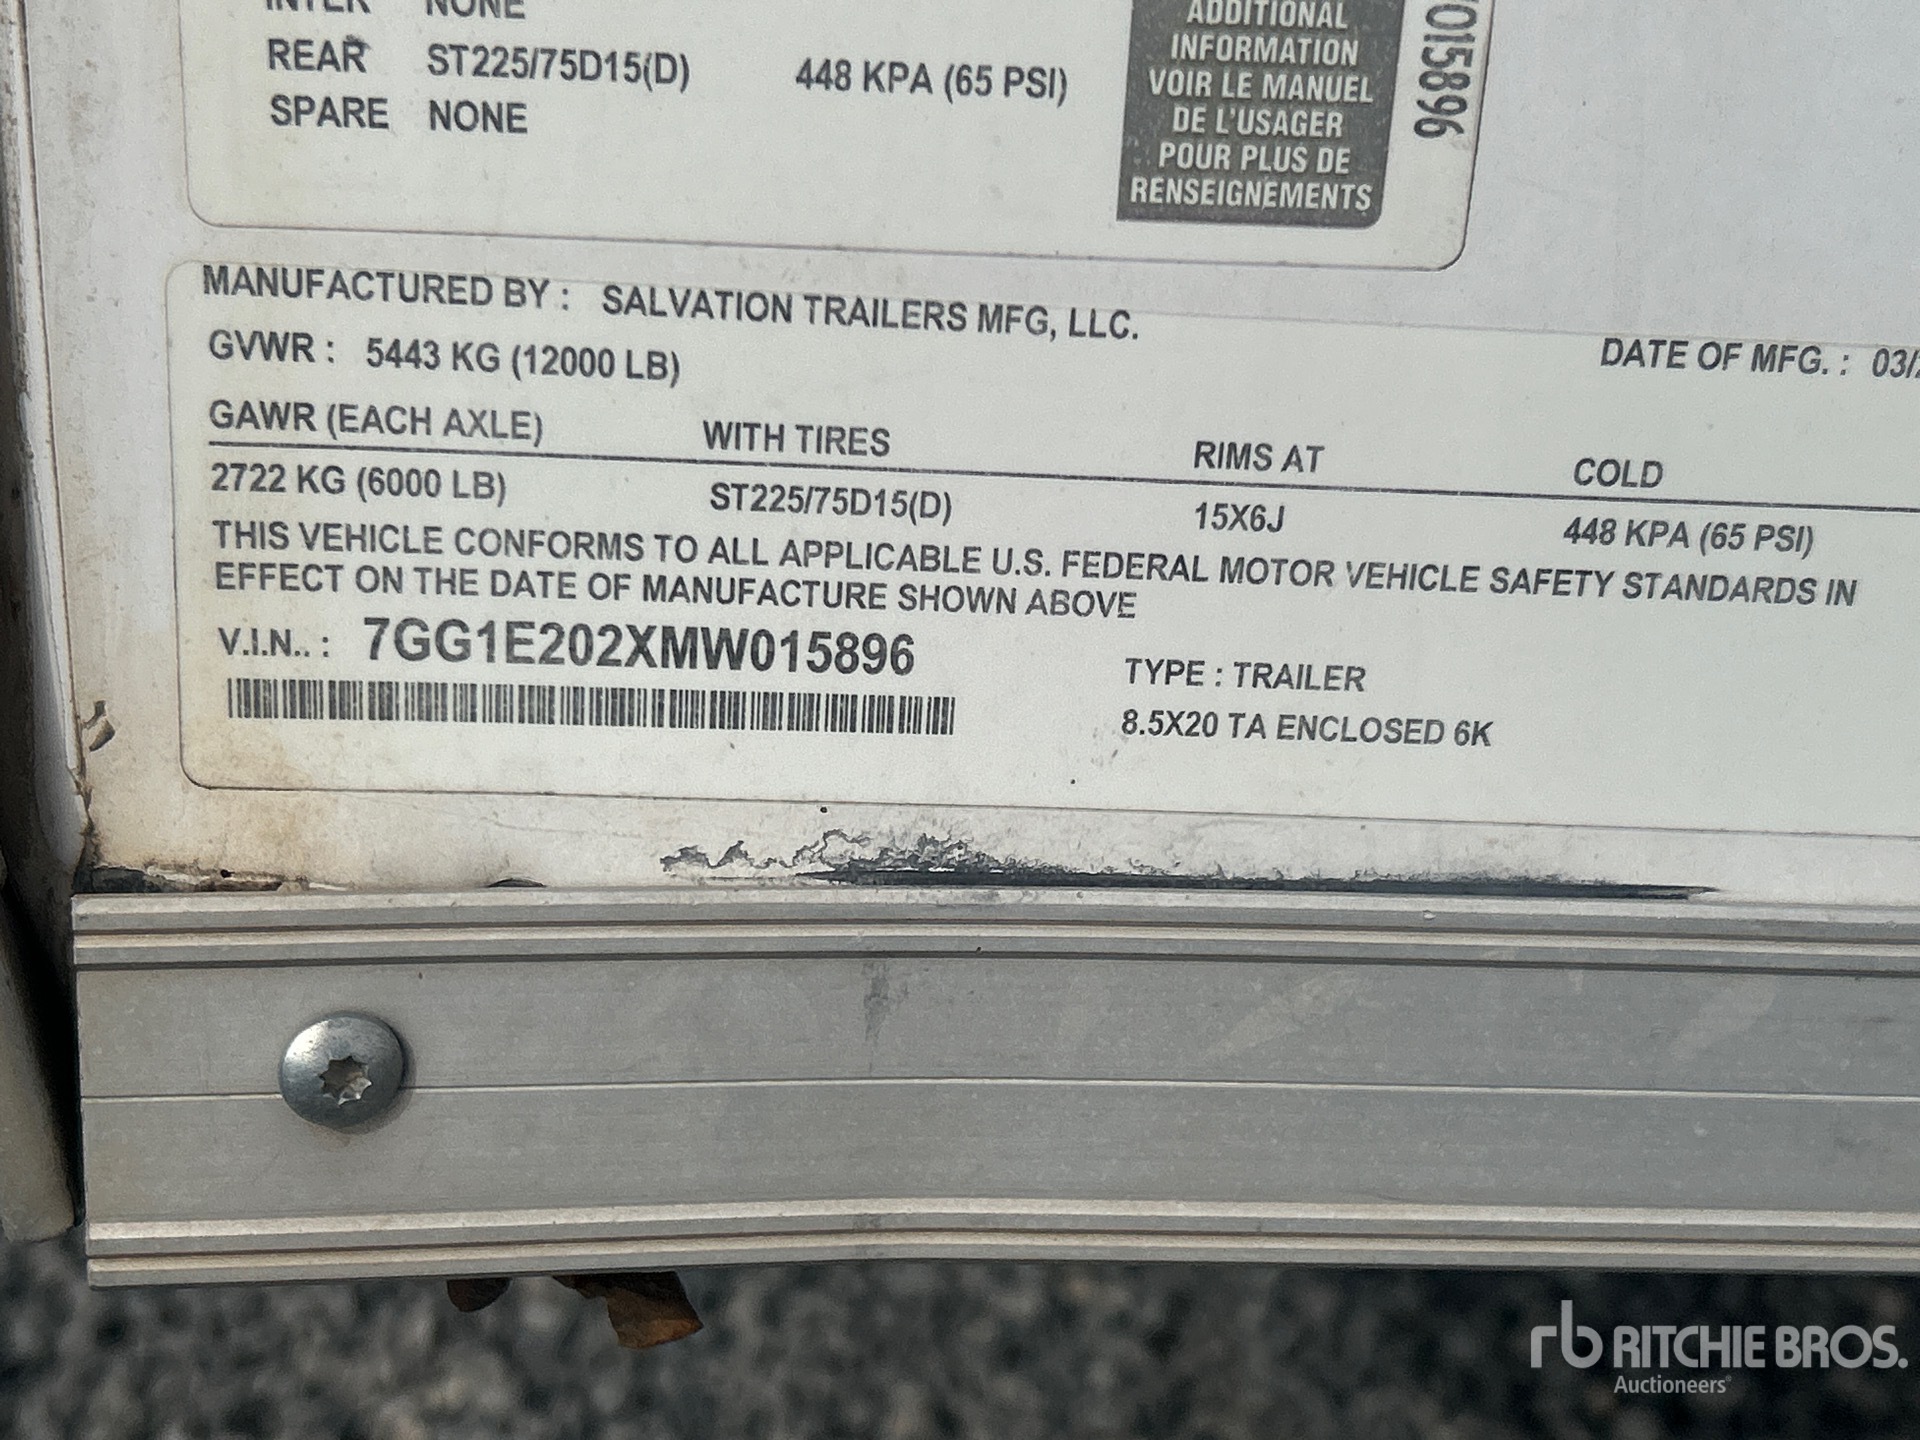 INTER NONE
REAR ST225/75D15(D) 448 KPA (65 PSI)
SPARE NONE
ADDITIONAL
INFORMATION
VOIR LE MANUEL
DE L'USAGER
POUR PLUS DE
RENSEIGNEMENTS
015896
MANUFACTURED BY : SALVATION TRAILERS MFG, LLC.
GVWR : 5443 KG (12000 LB) DATE OF MFG. : 03/
GAWR (EACH AXLE) WITH TIRES RIMS AT COLD
2722 KG (6000 LB) ST225/75D15(D) 15X6J 448 KPA (65 PSI)
THIS VEHICLE CONFORMS TO ALL APPLICABLE U.S. FEDERAL MOTOR VEHICLE SAFETY STANDARDS IN
EFFECT ON THE DATE OF MANUFACTURE SHOWN ABOVE
V.I.N.. : 7GG1E202XMW015896
TYPE : TRAILER
8.5X20 TA ENCLOSED 6K
rb RITCHIE BROS.
Auctioneers